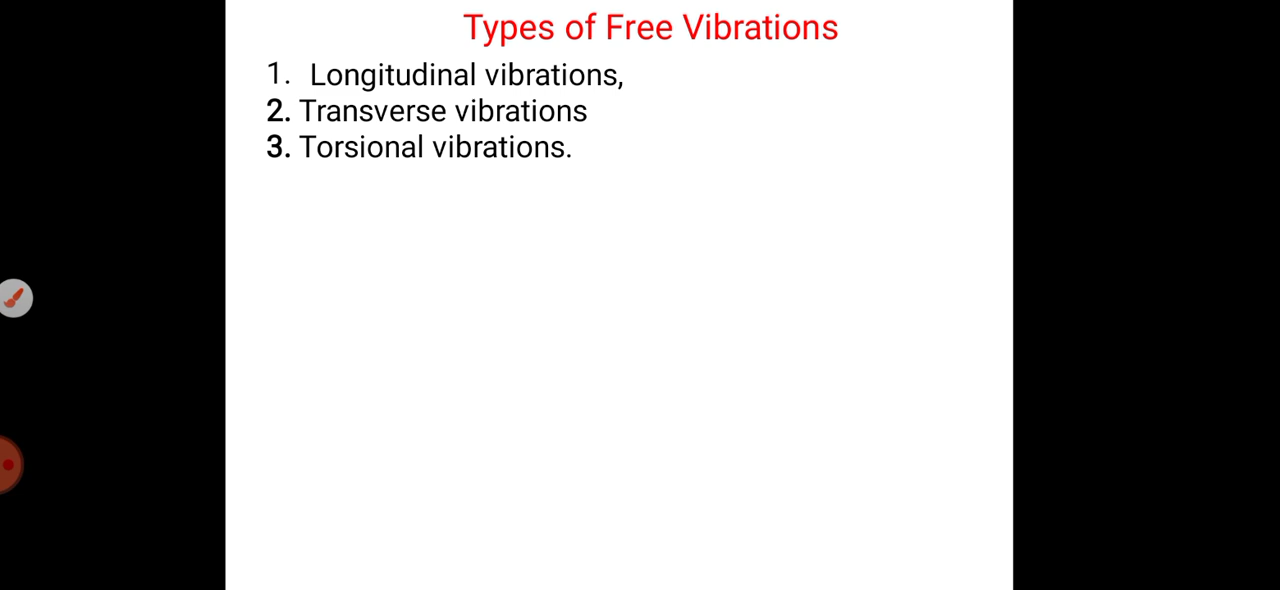 Types of Free Vibrations
1. Longitudinal vibrations,
2. Transverse vibrations
3. Torsional vibrations.